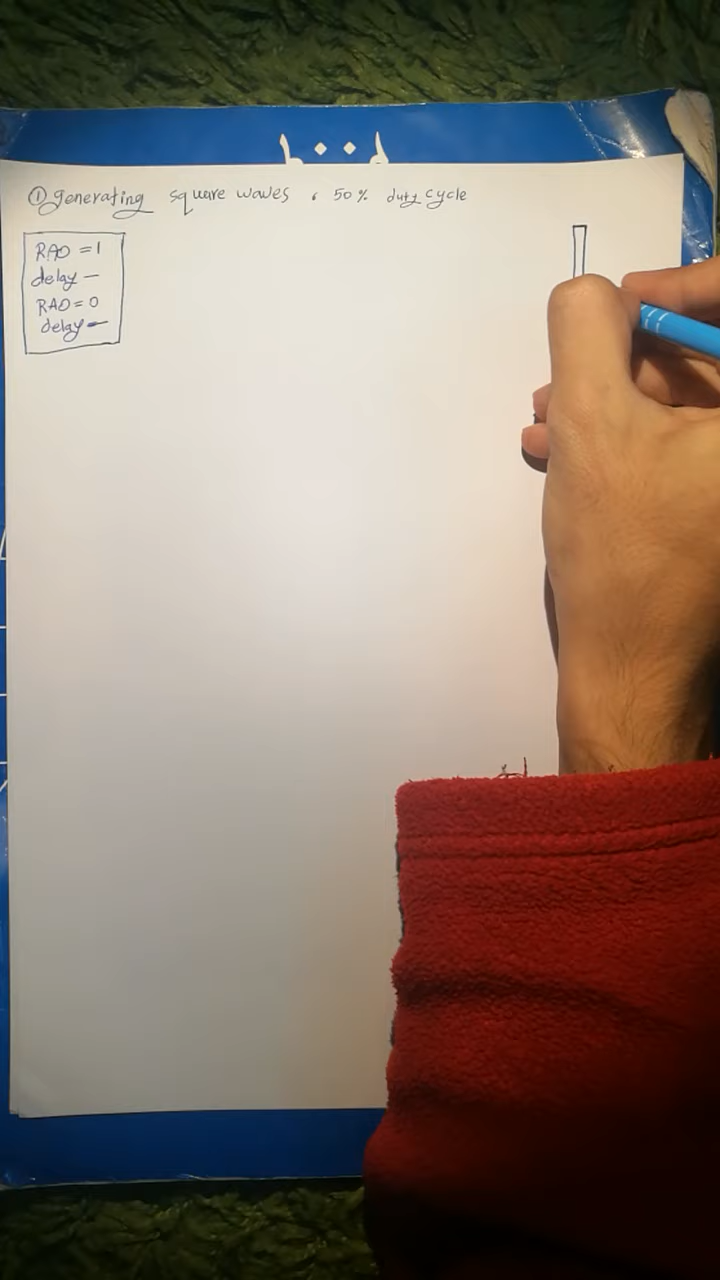 ① generating square waves , 50% duty cycle
RA0 = 1
delay —
RA0 = 0
delay —